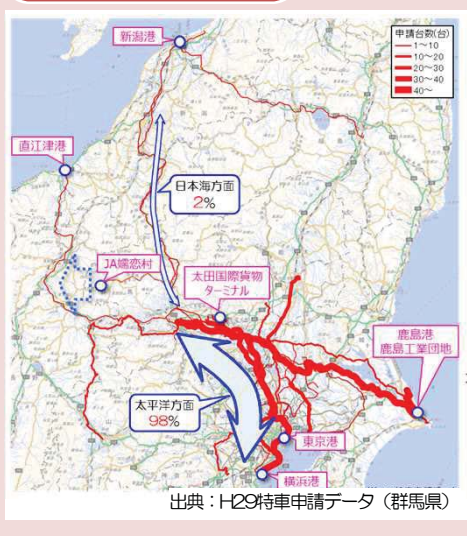 新潟港
申請台数(台)
1～10
10～20
20～30
30～40
40～
直江津港
日本海方面
2%
JA嬬恋村
太田国際貨物
ターミナル
鹿島港
鹿島工業団地
太平洋方面
98%
東京港
横浜港
出典：H29特車申請データ（群馬県）